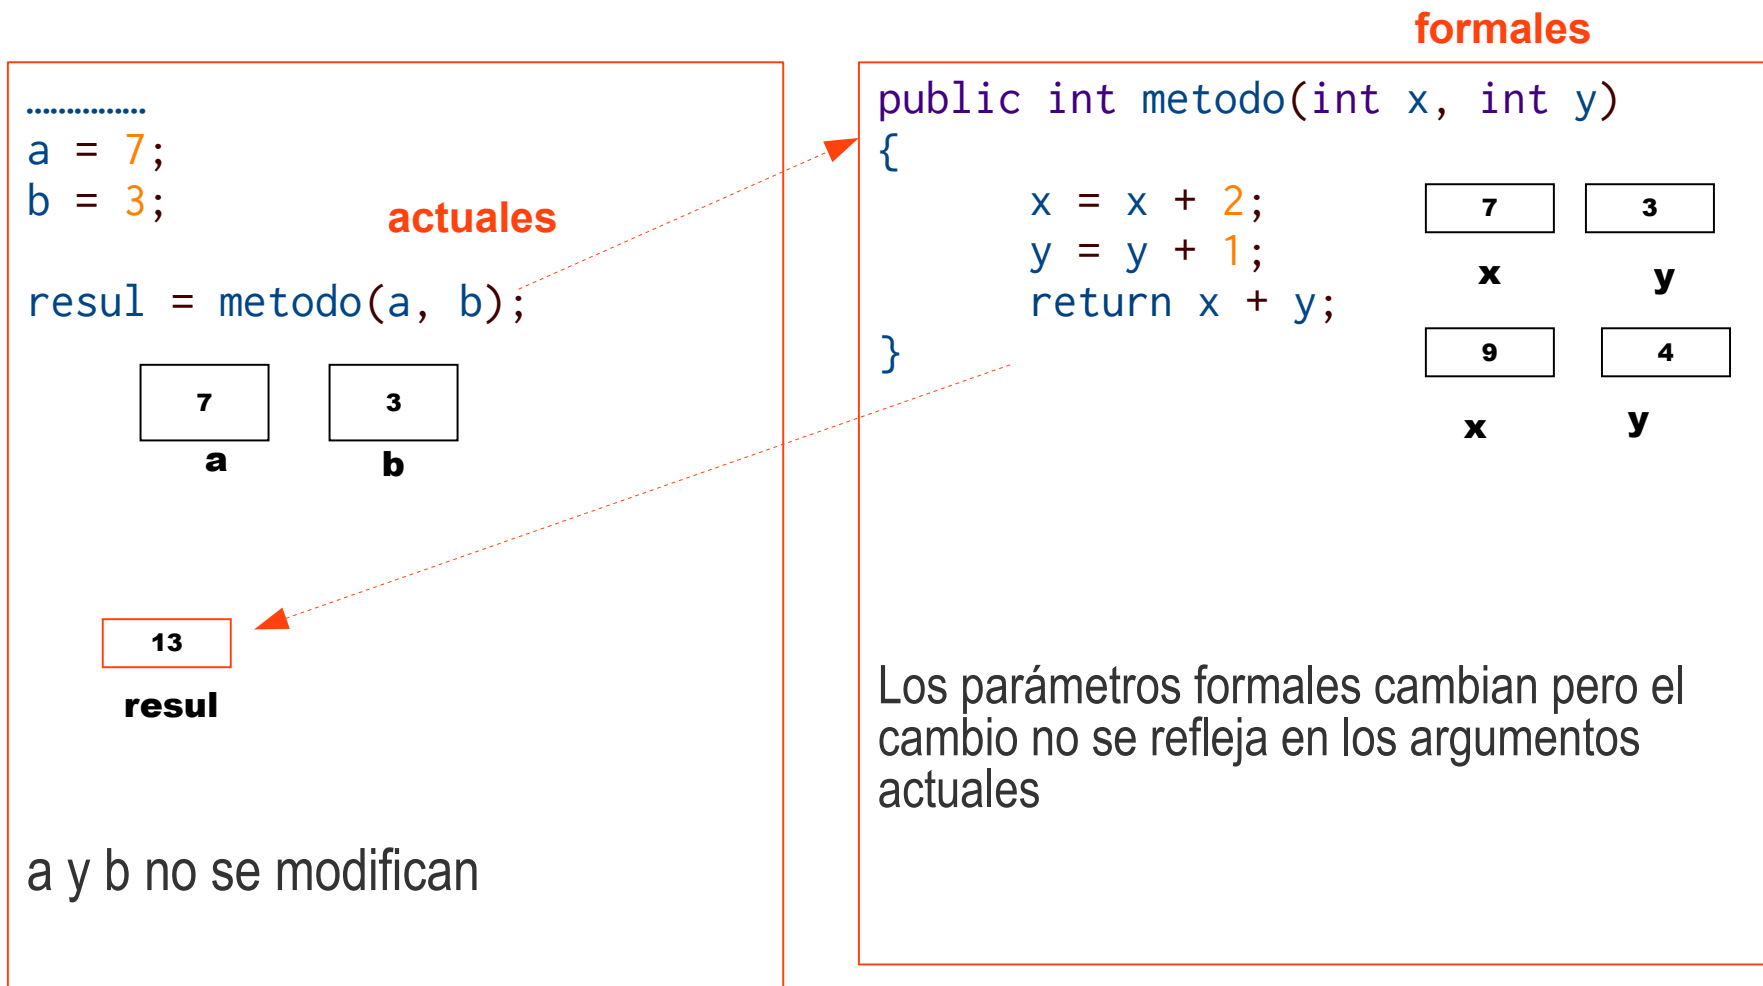 formales
...............
a = 7;
b = 3;
actuales
resul = metodo(a, b);
7 3
a b
13
resul
a y b no se modifican
public int metodo(int x, int y)
{
x = x + 2;
y = y + 1;
return x + y;
}
7 3
x y
9 4
x y
Los parámetros formales cambian pero el
cambio no se refleja en los argumentos
actuales